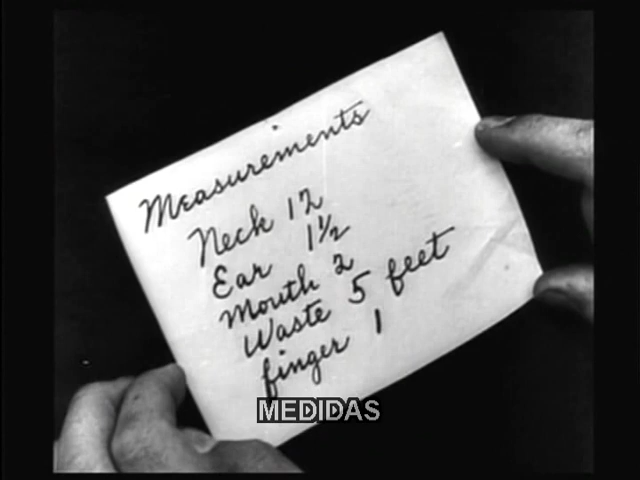 Measurements
Neck 12
Ear 1½
Mouth 2
Waste 5 feet
finger 1
MEDIDAS